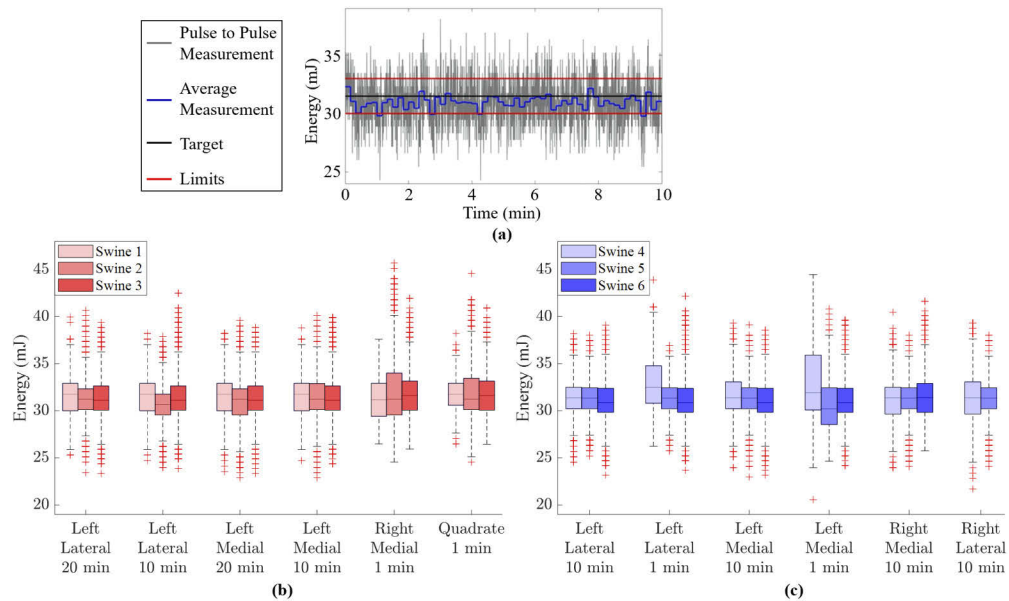 Pulse to Pulse
Measurement
Average
Measurement
Target
Limits
Energy (mJ)
35
30
25
0 2 4 6 8 10
Time (min)
(a)
Swine 1
Swine 2
Swine 3
Energy (mJ)
45
40
35
30
25
20
Left Left Left Left Right Quadrate
Lateral Lateral Medial Medial Medial 1 min
20 min 10 min 20 min 10 min 1 min
(b)
Swine 4
Swine 5
Swine 6
Energy (mJ)
45
40
35
30
25
20
Left Left Left Left Right Right
Lateral Lateral Medial Medial Medial Lateral
10 min 1 min 10 min 1 min 10 min 10 min
(c)